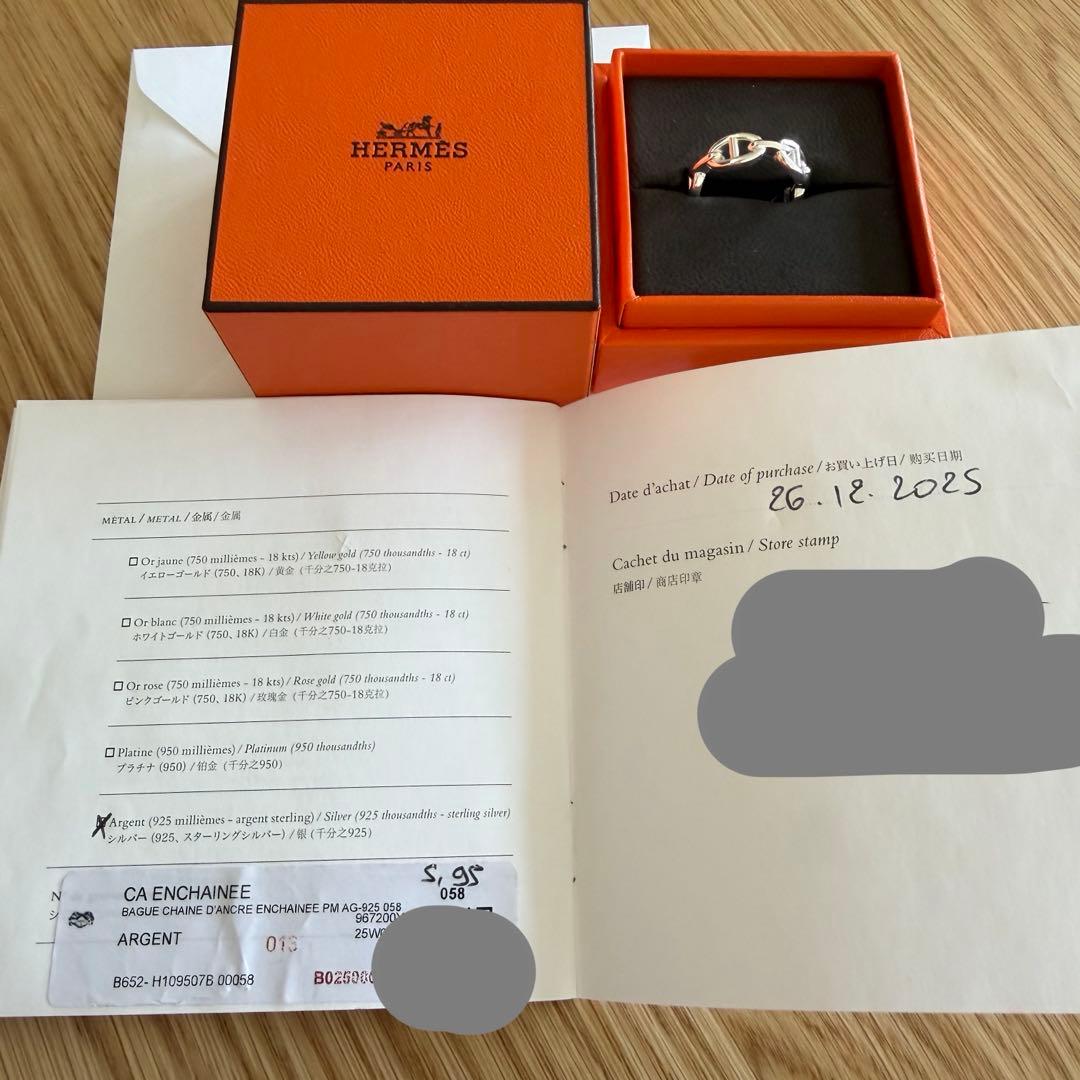 HERMÈS
PARIS
MÉTAL / METAL / 金属 / 金属
Or jaune (750 millièmes - 18 kts) / Yellow gold (750 thousandths - 18 ct)
イエローゴールド (750、18K) / 黄金 (千分之750-18克拉)
Or blanc (750 millièmes - 18 kts) / White gold (750 thousandths - 18 ct)
ホワイトゴールド (750、18K) / 白金 (千分之750-18克拉)
Or rose (750 millièmes - 18 kts) / Rose gold (750 thousandths - 18 ct)
ピンクゴールド (750、18K) / 玫瑰金 (千分之750-18克拉)
Platine (950 millièmes) / Platinum (950 thousandths)
プラチナ (950) / 铂金 (千分之950)
Argent (925 millièmes - argent sterling) / Silver (925 thousandths - sterling silver)
シルバー (925、スターリングシルバー) / 银 (千分之925)
N
シ
5,95
CA ENCHAINEE 058
BAGUE CHAINE D'ANCRE ENCHAINEE PM AG-925 058
967200
ARGENT 25W
B652- H109507B 00058
Date d'achat / Date of purchase / お買い上げ日 / 购买日期
26.12.2025
Cachet du magasin / Store stamp
店舗印 / 商店印章